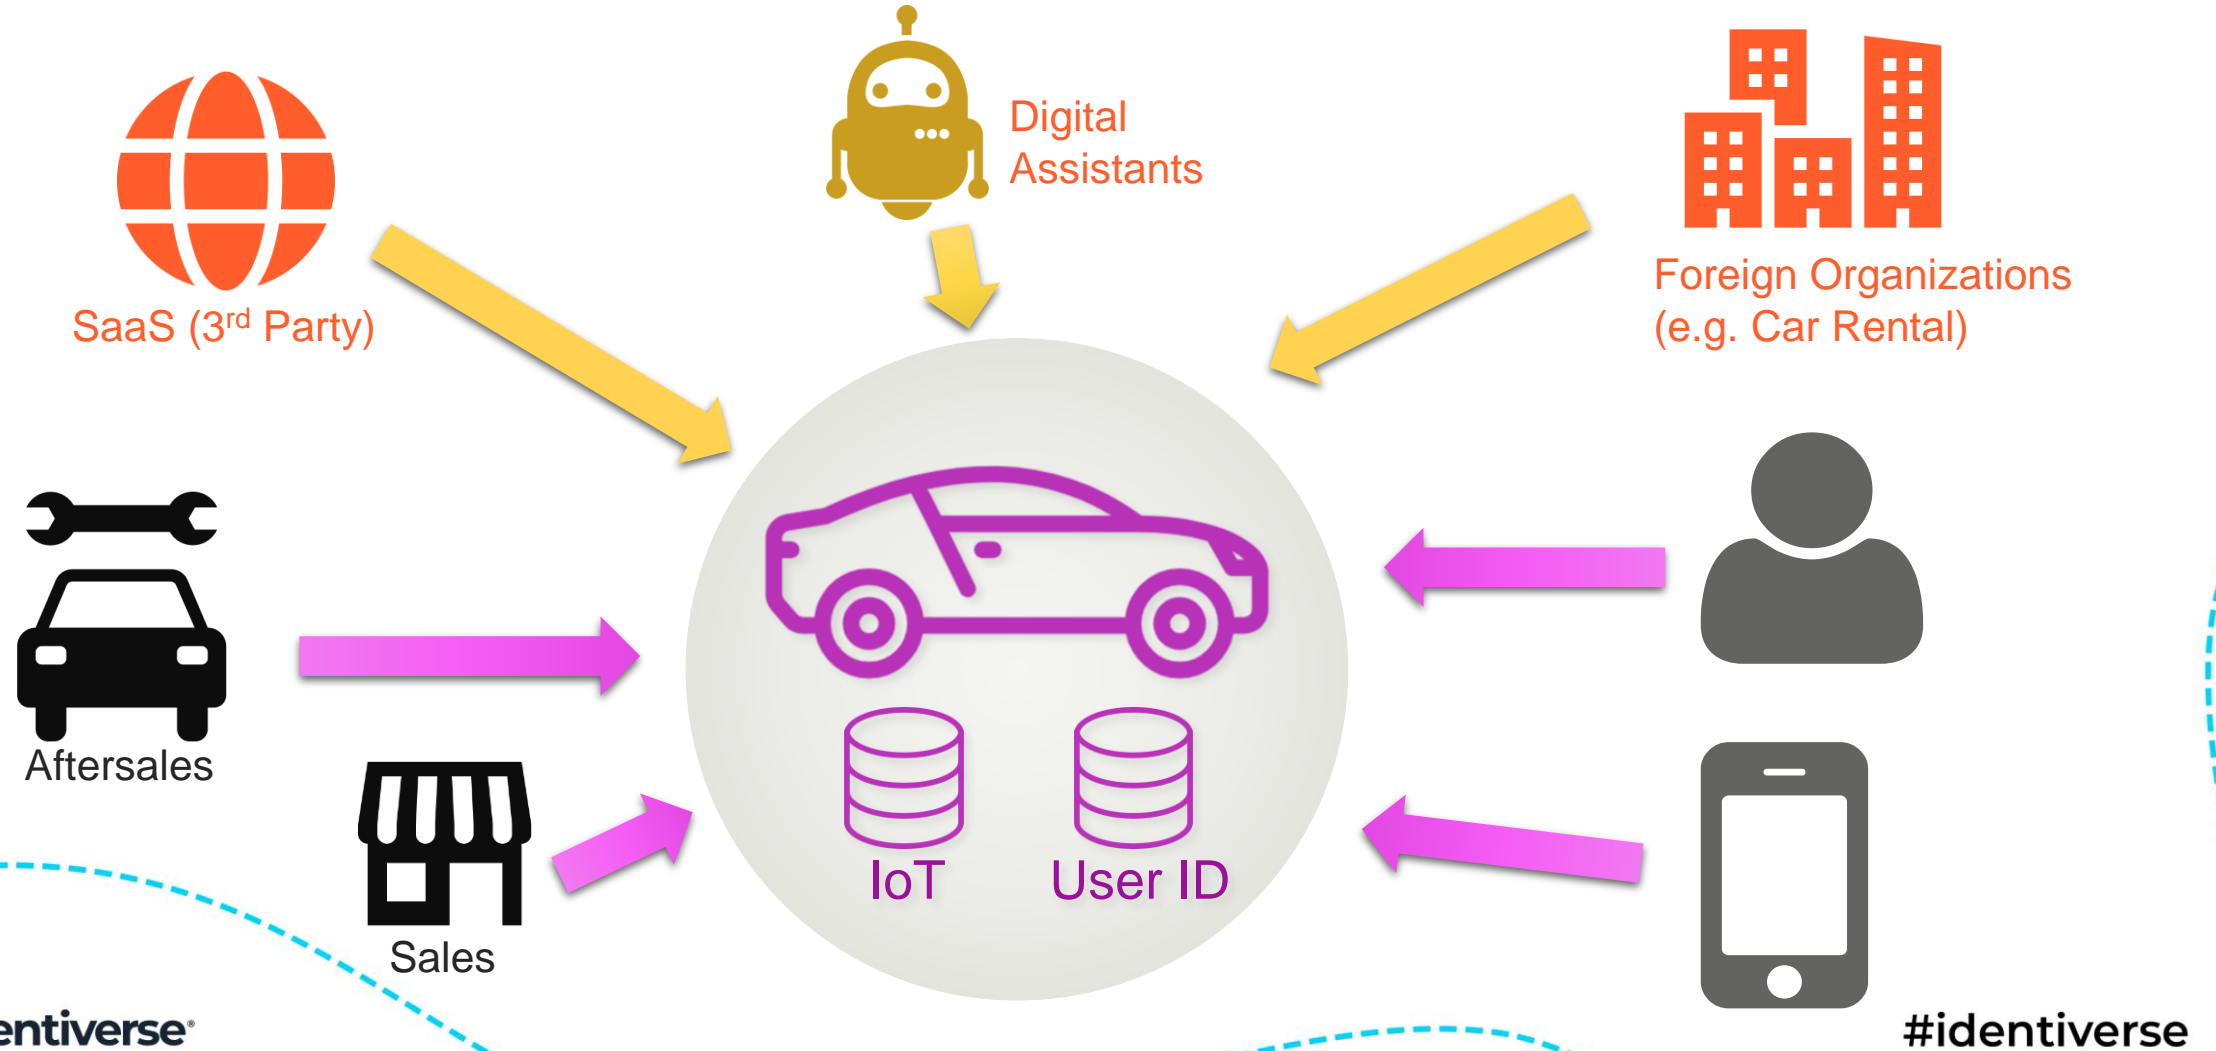 Digital
Assistants
SaaS (3rd Party)
Foreign Organizations
(e.g. Car Rental)
Aftersales
Sales
IoT
User ID
entiverse®
#identiverse